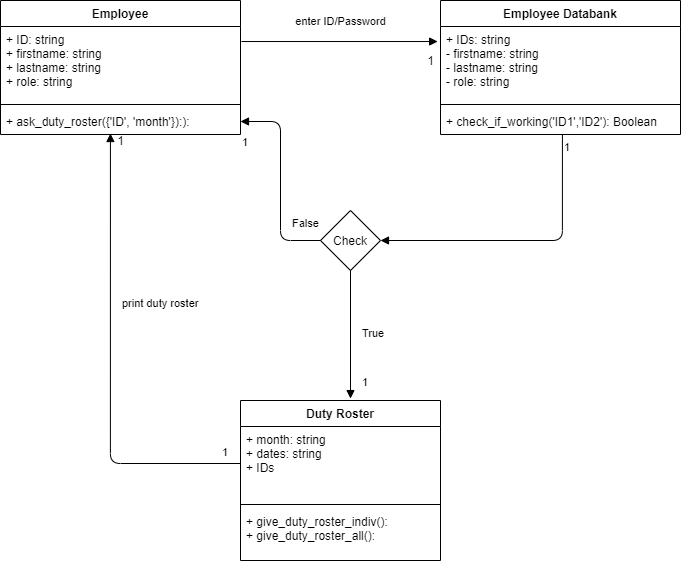 Employee
+ ID: string
+ firstname: string
+ lastname: string
+ role: string
+ ask_duty_roster({'ID', 'month'}):):
enter ID/Password
1
Employee Databank
+ IDs: string
- firstname: string
- lastname: string
- role: string
+ check_if_working('ID1','ID2'): Boolean
1
1
1
False
Check
print duty roster
True
1
1
Duty Roster
+ month: string
+ dates: string
+ IDs
+ give_duty_roster_indiv():
+ give_duty_roster_all():